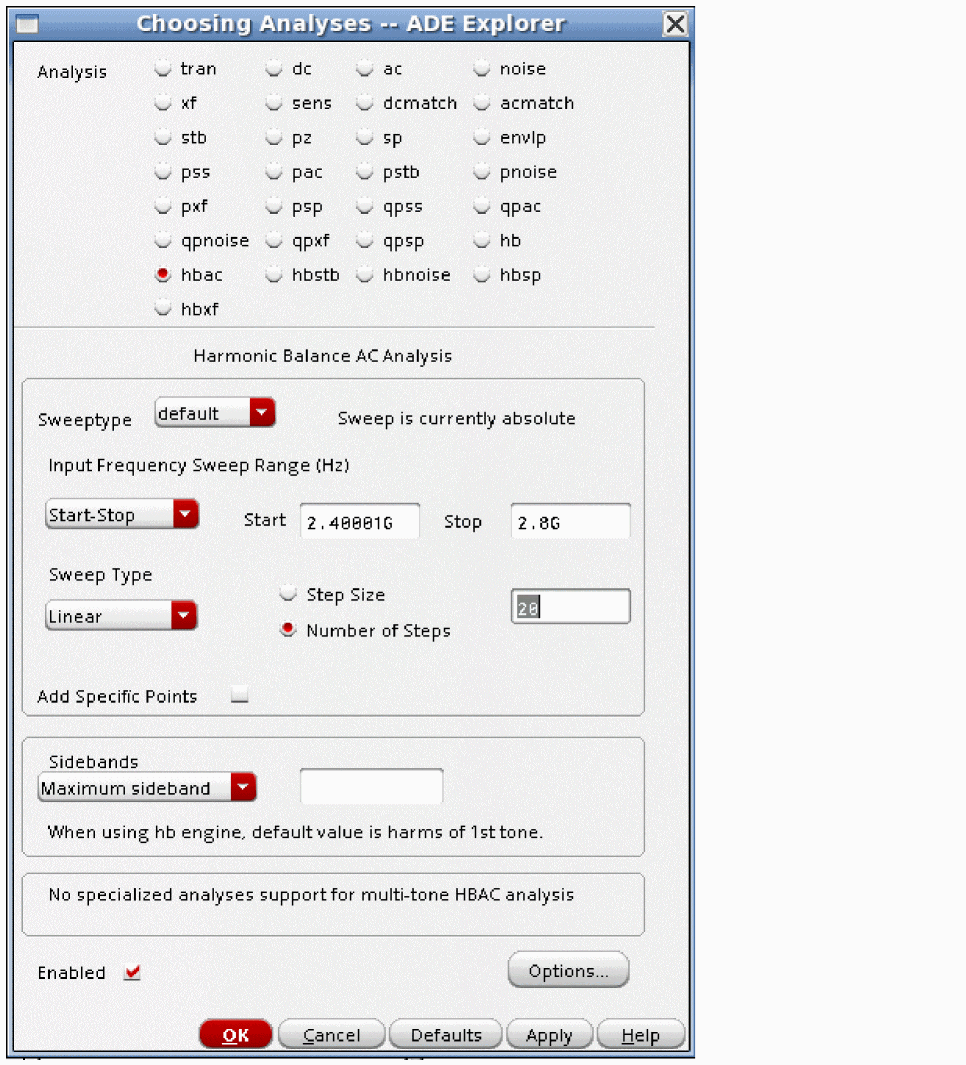 Choosing Analyses -- ADE Explorer
Analysis tran dc ac noise
xf sens dcmatch acmatch
stb pz sp envlp
pss pac pstb pnoise
pxf psp qpss qpac
qpnoise qpxf qpsp hb
hbac hbstb hbnoise hbsp
hbxf
Harmonic Balance AC Analysis
Sweeptype default Sweep is currently absolute
Input Frequency Sweep Range (Hz)
Start-Stop Start 2.40001G Stop 2.8G
Sweep Type
Step Size
Linear 20
Number of Steps
Add Specific Points
Sidebands
Maximum sideband
When using hb engine, default value is harms of 1st tone.
No specialized analyses support for multi-tone HBAC analysis
Enabled Options...
OK Cancel Defaults Apply Help